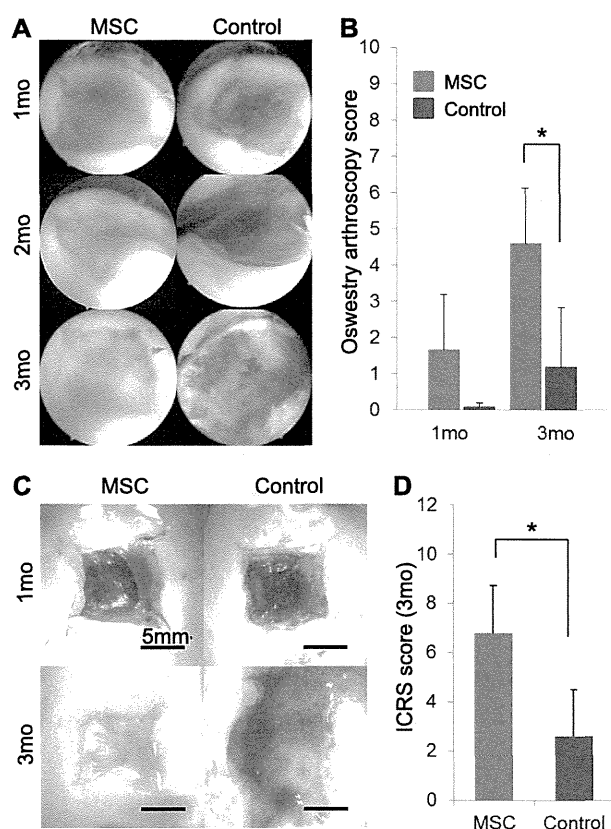 A
MSC
Control
1mo
2mo
3mo
B
Oswestry arthroscopy score
10
9
8
7
6
5
4
3
2
1
0
MSC
Control
*
1mo
3mo
C
MSC
Control
1mo
5mm
3mo
D
ICRS score (3mo)
12
10
8
6
4
2
0
*
MSC
Control